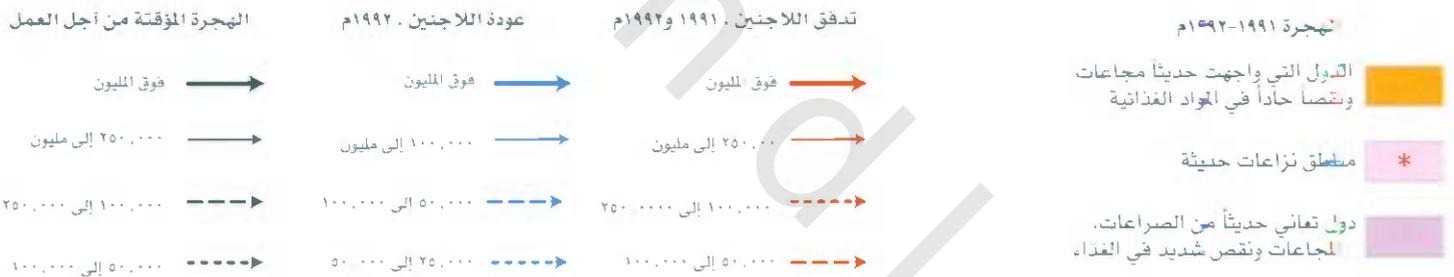 الهجرة ١٩٩١-١٩٩٢م
الدول التي واجهت حديثاً مجاعات
ونقصا حاداً في المواد الغذائية
مناطق نزاعات حديثة
دول تعاني حديثاً من الصراعات،
المجاعات ونقص شديد في الغذاء
تدفق اللاجئين . ١٩٩١ و١٩٩٢م
فوق المليون
٢٥٠,٠٠ إلى مليون
١٠٠,٠٠٠ إلى ٢٥٠,٠٠٠٠
٥٠,٠٠٠ إلى ١٠٠,٠٠٠
عودة اللاجئين . ١٩٩٢م
فوق المليون
١٠٠,٠٠٠ إلى مليون
٥٠,٠٠٠ إلى ١٠٠,٠٠٠
٢٥,٠٠٠ إلى ٥٠,٠٠٠
الهجرة المؤقتة من أجل العمل
فوق المليون
٢٥٠,٠٠٠ إلى مليون
١٠٠,٠٠٠ إلى ٢٥٠,٠٠٠
٥٠,٠٠٠ إلى ١٠٠,٠٠٠